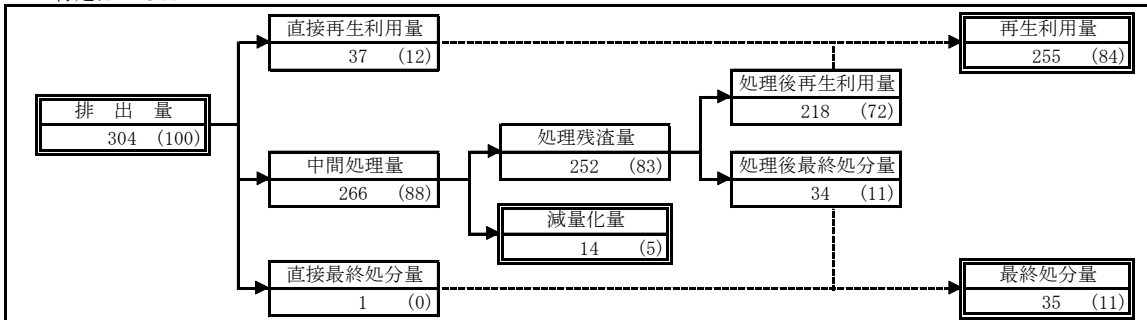 直接再生利用量
37 (12)
再生利用量
255 (84)
処理後再生利用量
218 (72)
排 出 量
304 (100)
処理残渣量
252 (83)
中間処理量
266 (88)
処理後最終処分量
34 (11)
減量化量
14 (5)
直接最終処分量
1 (0)
最終処分量
35 (11)